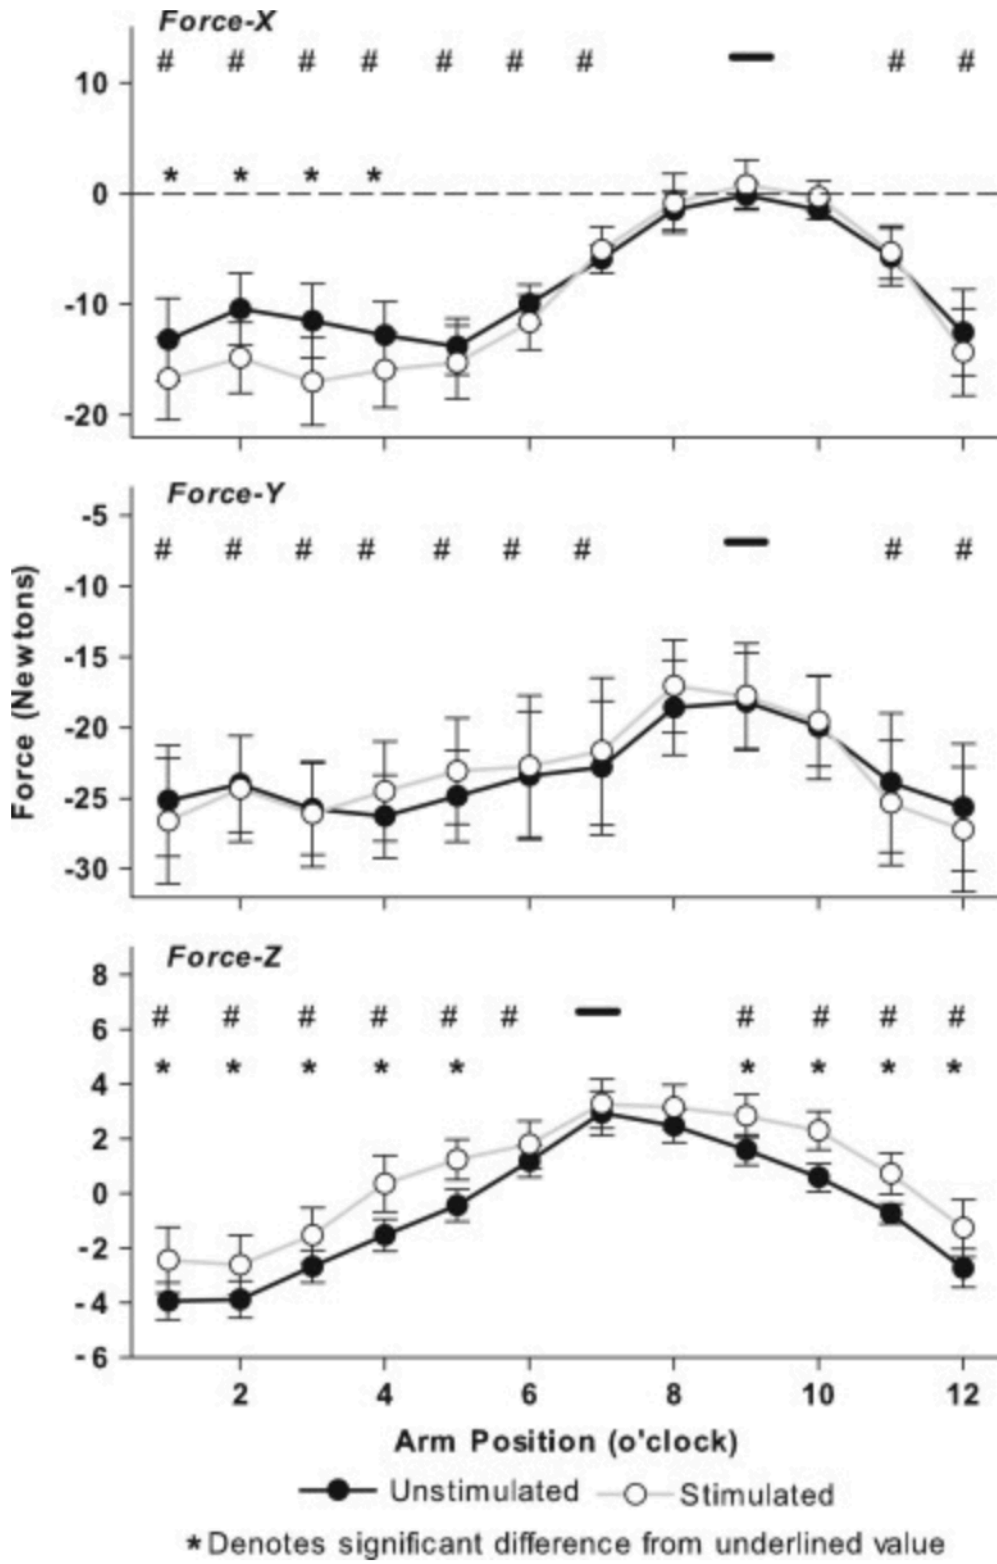 Force-X
# # # # # # # # #
10
* * * *
0
-10
-20
Force-Y
-5
# # # # # # # # #
-10
-15
-20
-25
-30
Force (Newtons)
Force-Z
8
# # # # # # # # # #
6
* * * * * * * * *
4
2
0
-2
-4
-6
2 4 6 8 10 12
Arm Position (o'clock)
Unstimulated Stimulated
*Denotes significant difference from underlined value